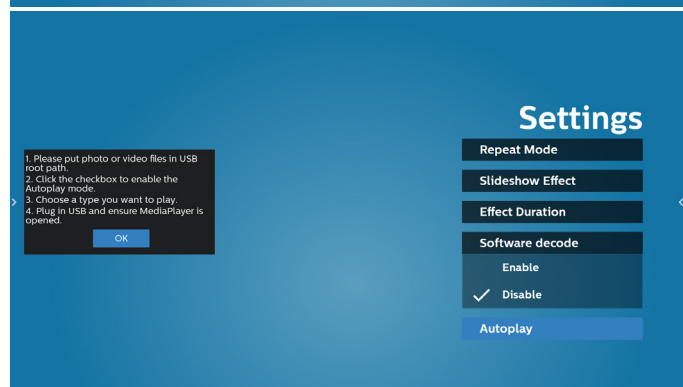 Settings
1. Please put photo or video files in USB
root path.
2. Click the checkbox to enable the
Autoplay mode.
3. Choose a type you want to play.
4. Plug in USB and ensure MediaPlayer is
opened.
OK
Repeat Mode
Slideshow Effect
Effect Duration
Software decode
Enable
Disable
Autoplay